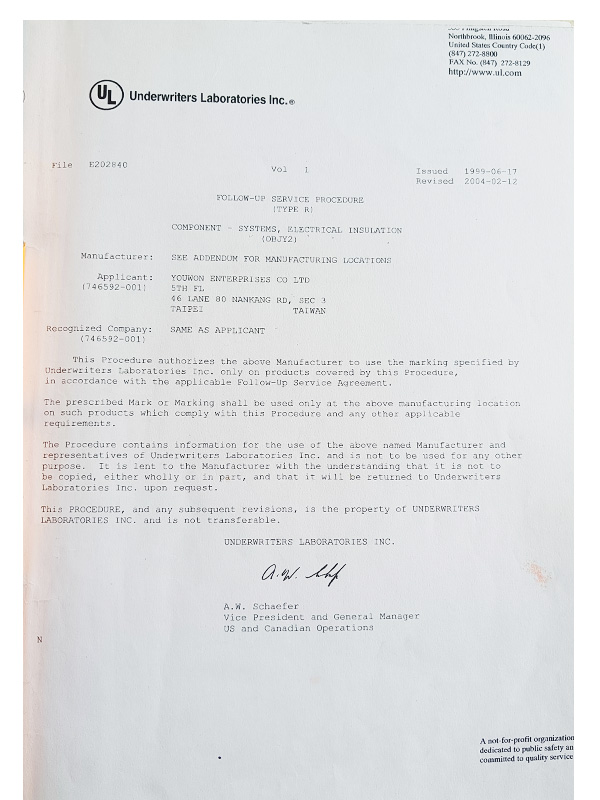 Northbrook, Illinois 60062-2096
United States Country Code(1)
(847) 272-8800
FAX No. (847) 272-8129
http://www.ul.com
UL Underwriters Laboratories Inc.®
File E202840 Vol 1 Issued 1999-06-17
Revised 2004-02-12
FOLLOW-UP SERVICE PROCEDURE
(TYPE R)
COMPONENT - SYSTEMS, ELECTRICAL INSULATION
(OBJY2)
Manufacturer: SEE ADDENDUM FOR MANUFACTURING LOCATIONS
Applicant: YOUWON ENTERPRISES CO LTD
(746592-001) 5TH FL
46 LANE 80 NANKANG RD, SEC 3
TAIPEI TAIWAN
Recognized Company: SAME AS APPLICANT
(746592-001)
This Procedure authorizes the above Manufacturer to use the marking specified by
Underwriters Laboratories Inc. only on products covered by this Procedure,
in accordance with the applicable Follow-Up Service Agreement.
The prescribed Mark or Marking shall be used only at the above manufacturing location
on such products which comply with this Procedure and any other applicable
requirements.
The Procedure contains information for the use of the above named Manufacturer and
representatives of Underwriters Laboratories Inc. and is not to be used for any other
purpose. It is lent to the Manufacturer with the understanding that it is not to
be copied, either wholly or in part, and that it will be returned to Underwriters
Laboratories Inc. upon request.
This PROCEDURE, and any subsequent revisions, is the property of UNDERWRITERS
LABORATORIES INC. and is not transferable.
UNDERWRITERS LABORATORIES INC.
A.W. Schaefer
Vice President and General Manager
US and Canadian Operations
N
A not-for-profit organization
dedicated to public safety an
committed to quality service